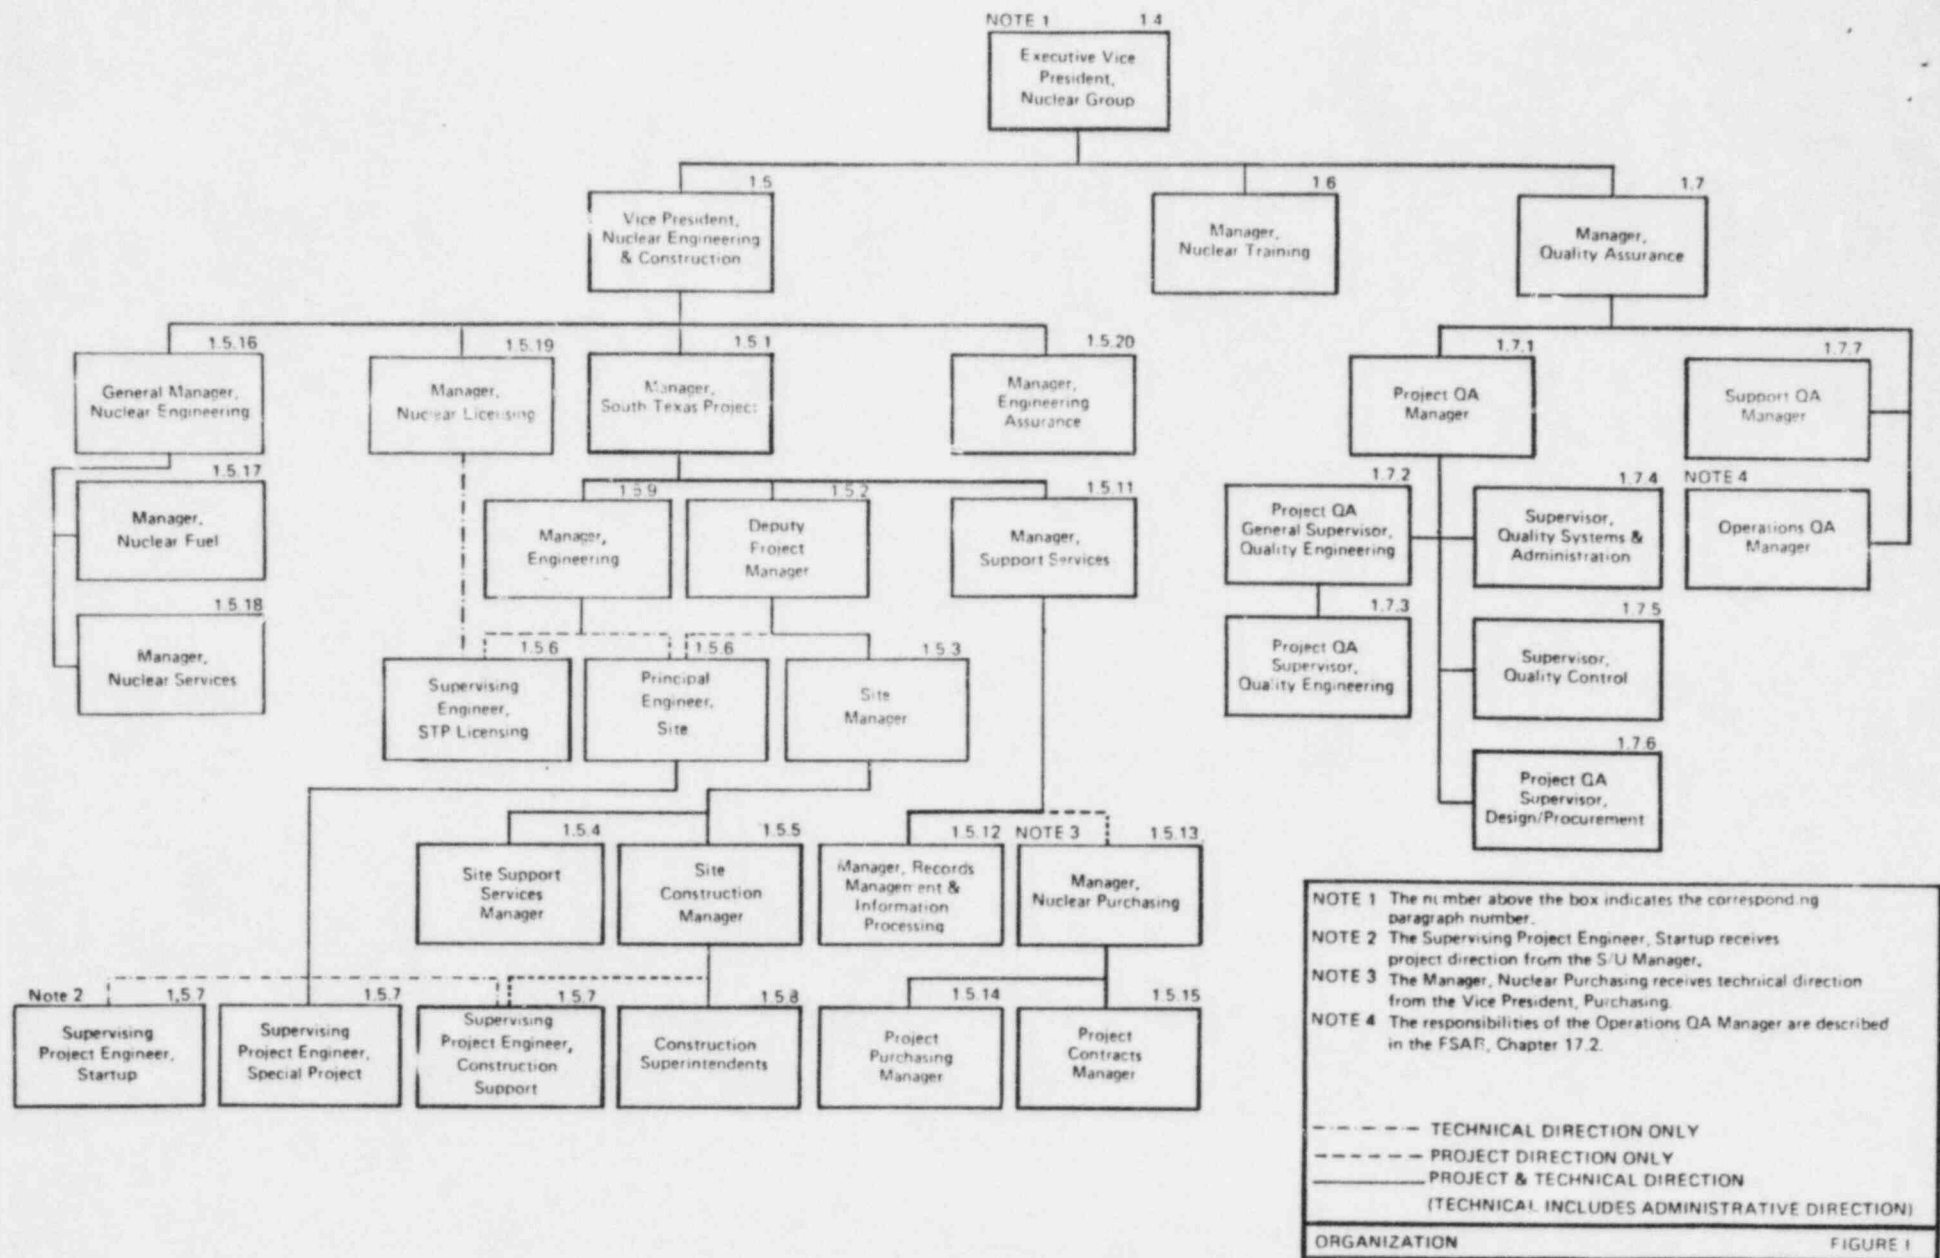 NOTE 1 1.4
Executive Vice
President,
Nuclear Group
1.5
Vice President,
Nuclear Engineering
& Construction
1.6
Manager,
Nuclear Training
1.7
Manager,
Quality Assurance
1.5.16
General Manager,
Nuclear Engineering
1.5.19
Manager,
Nuclear Licensing
1.5.1
Manager,
South Texas Project
1.5.20
Manager,
Engineering
Assurance
1.7.1
Project QA
Manager
1.7.7
Support QA
Manager
1.5.17
Manager,
Nuclear Fuel
1.5.9
Manager,
Engineering
1.5.2
Deputy
Project
Manager
1.5.11
Manager,
Support Services
1.7.2
Project QA
General Supervisor,
Quality Engineering
1.7.4
Supervisor,
Quality Systems &
Administration
NOTE 4
Operations QA
Manager
1.5.18
Manager,
Nuclear Services
1.5.6
Supervising
Engineer,
STP Licensing
1.5.6
Principal
Engineer,
Site
1.5.3
Site
Manager
1.7.3
Project QA
Supervisor,
Quality Engineering
1.7.5
Supervisor,
Quality Control
1.7.6
Project QA
Supervisor,
Design/Procurement
1.5.4
Site Support
Services
Manager
1.5.5
Site
Construction
Manager
1.5.12
Manager, Records
Management &
Information
Processing
NOTE 3 1.5.13
Manager,
Nuclear Purchasing
Note 2 1.5.7
Supervising
Project Engineer,
Startup
1.5.7
Supervising
Project Engineer,
Special Project
1.5.7
Supervising
Project Engineer,
Construction
Support
1.5.8
Construction
Superintendents
1.5.14
Project
Purchasing
Manager
1.5.15
Project
Contracts
Manager
NOTE 1 The number above the box indicates the corresponding
paragraph number.
NOTE 2 The Supervising Project Engineer, Startup receives
project direction from the S/U Manager.
NOTE 3 The Manager, Nuclear Purchasing receives technical direction
from the Vice President, Purchasing.
NOTE 4 The responsibilities of the Operations QA Manager are described
in the FSAR, Chapter 17.2.
TECHNICAL DIRECTION ONLY
PROJECT DIRECTION ONLY
PROJECT & TECHNICAL DIRECTION
(TECHNICAL INCLUDES ADMINISTRATIVE DIRECTION)
ORGANIZATION FIGURE 1